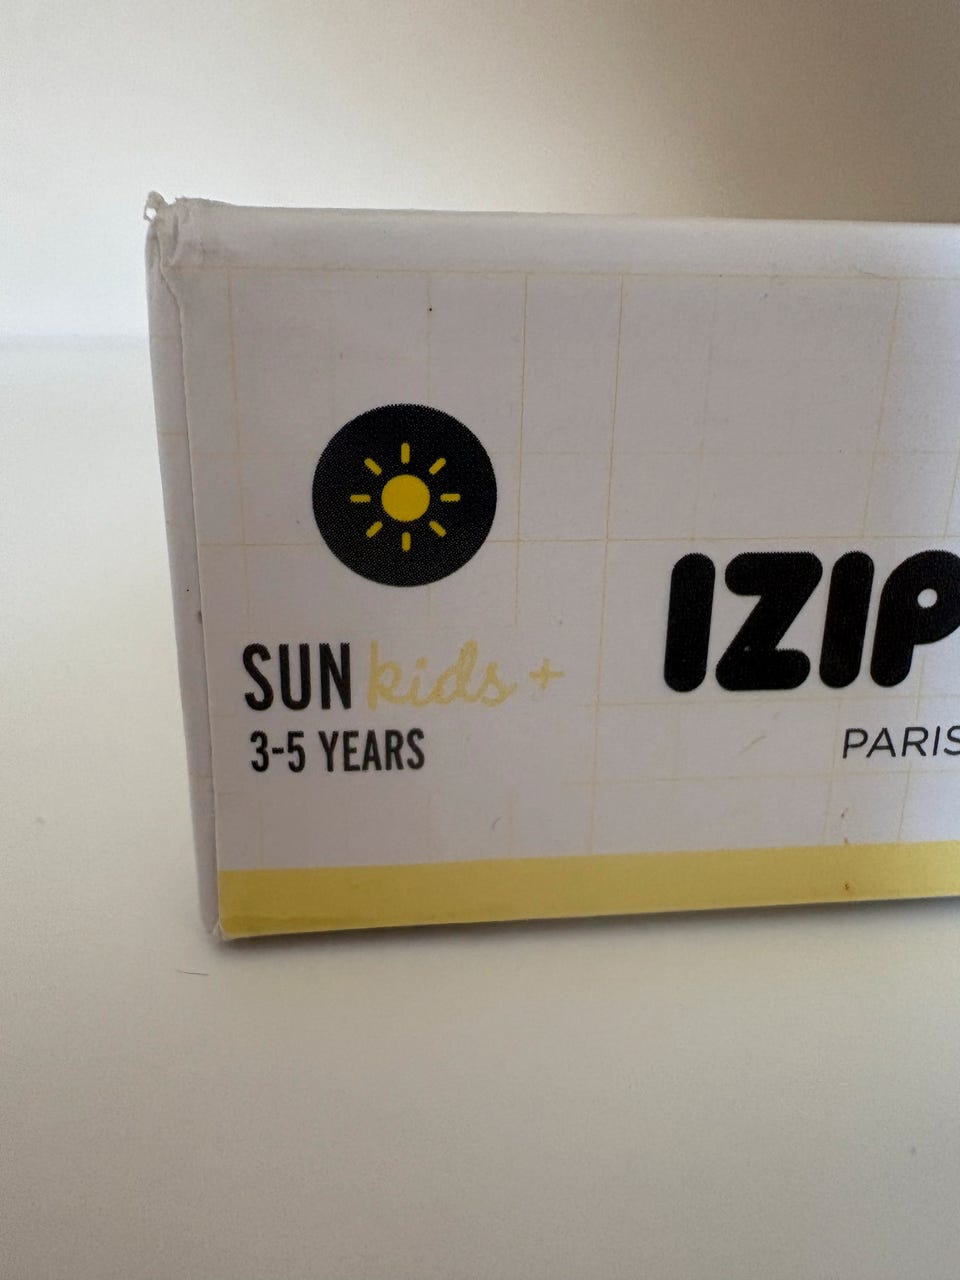 SUN kids +
3-5 YEARS
IZIP
PARIS